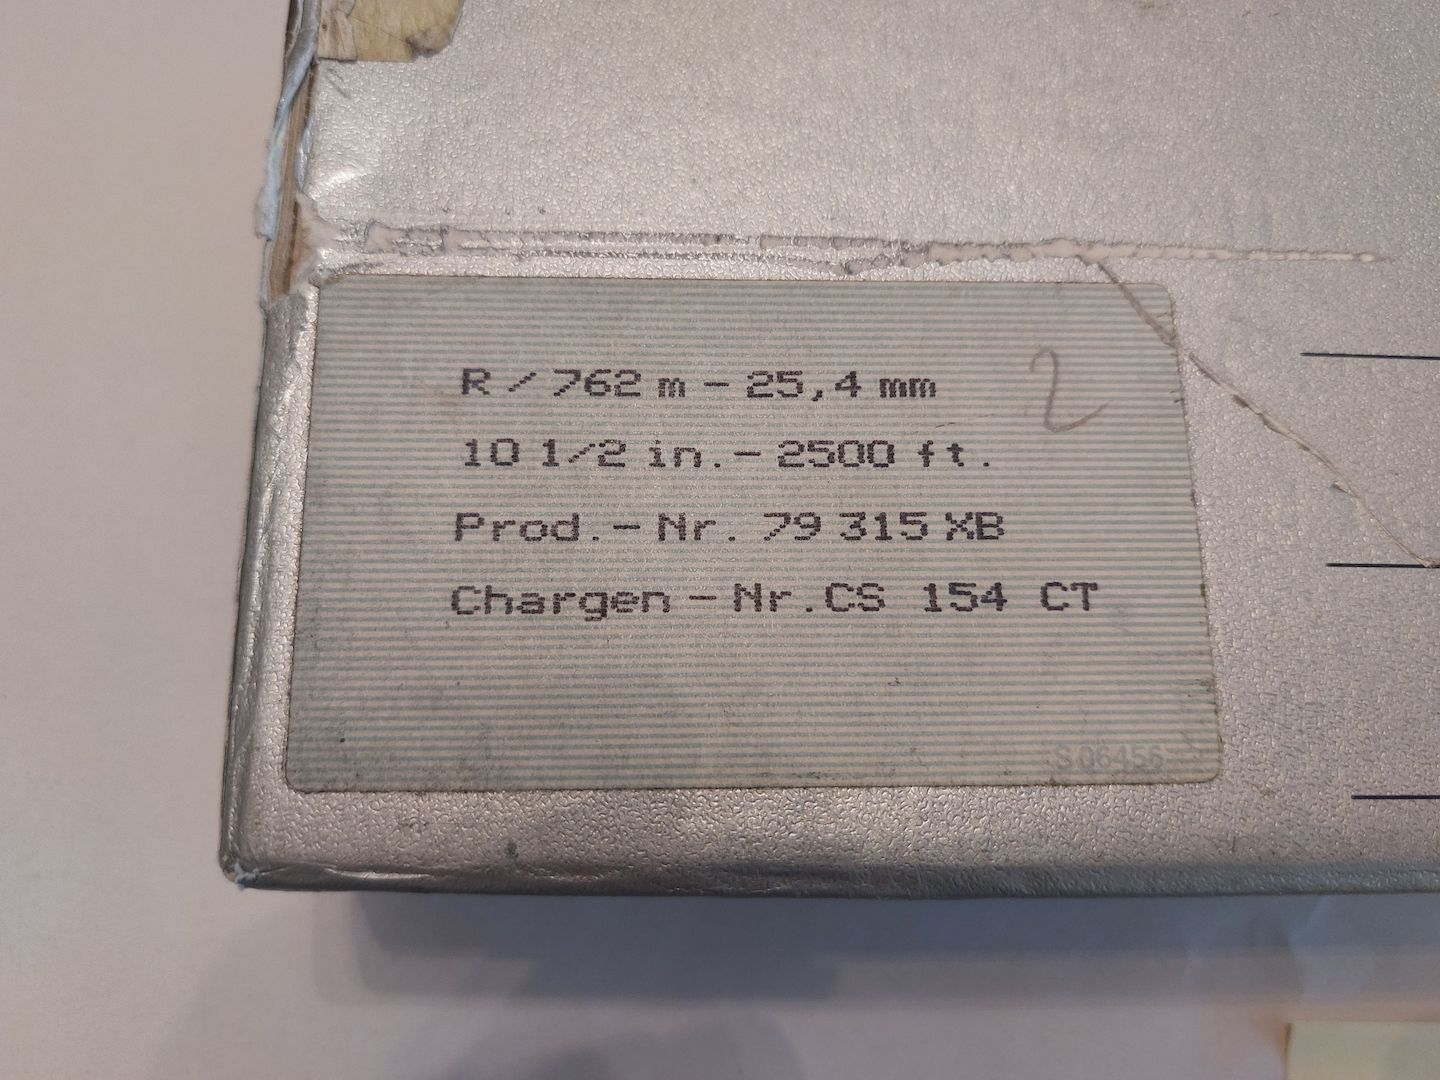 R / 762 m - 25,4 mm
2
10 1/2 in. - 2500 ft.
Prod. - Nr. 79 315 XB
Chargen - Nr. CS 154 CT
S 06456